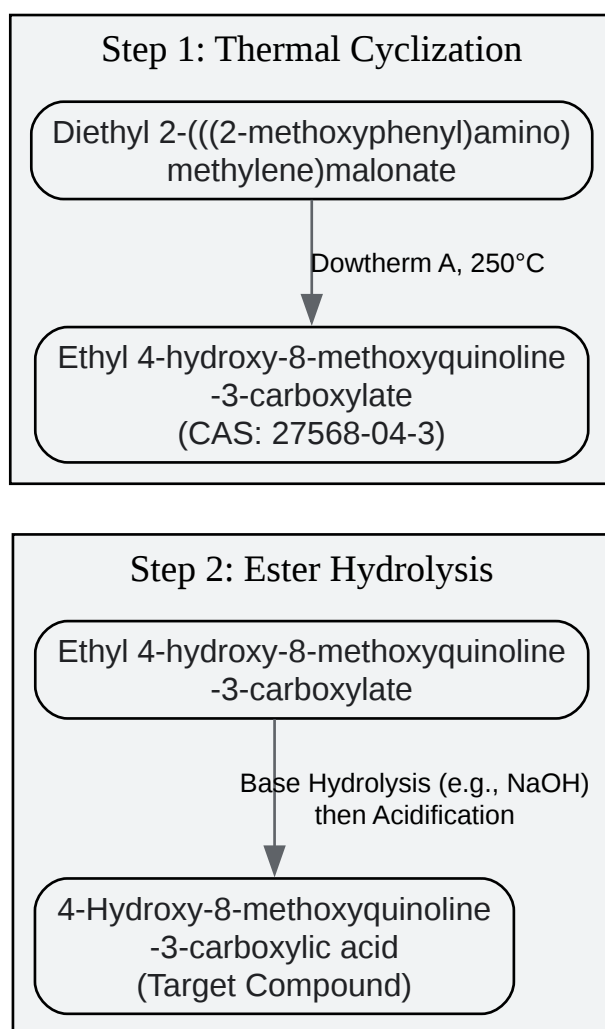 Step 1: Thermal Cyclization
Diethyl 2-(((2-methoxyphenyl)amino)
methylene)malonate
Dowtherm A, 250°C
Ethyl 4-hydroxy-8-methoxyquinoline
-3-carboxylate
(CAS: 27568-04-3)
Step 2: Ester Hydrolysis
Ethyl 4-hydroxy-8-methoxyquinoline
-3-carboxylate
Base Hydrolysis (e.g., NaOH)
then Acidification
4-Hydroxy-8-methoxyquinoline
-3-carboxylic acid
(Target Compound)